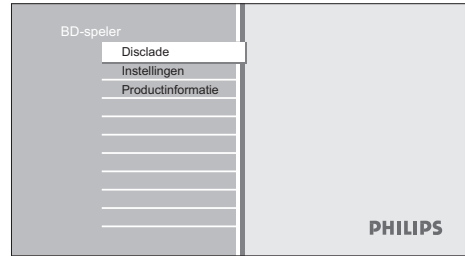 BD-speler
Disclade
Instellingen
Productinformatie
PHILIPS